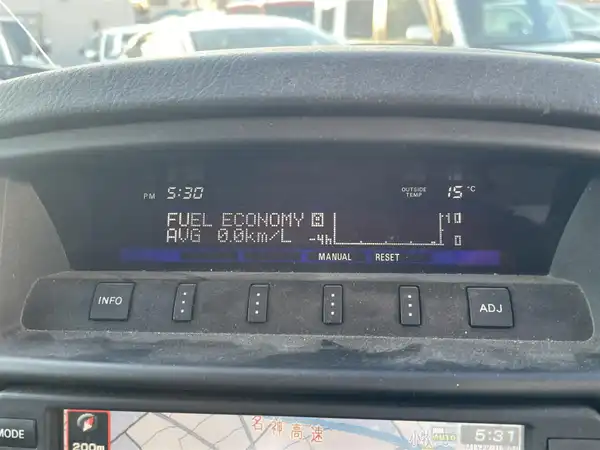 PM 5:30 OUTSIDE TEMP 15 °C
FUEL ECONOMY 10
AVG 0.0km/L -4h 0
MANUAL RESET
INFO ADJ
MODE 名神高速 AUTO 5:31
200m